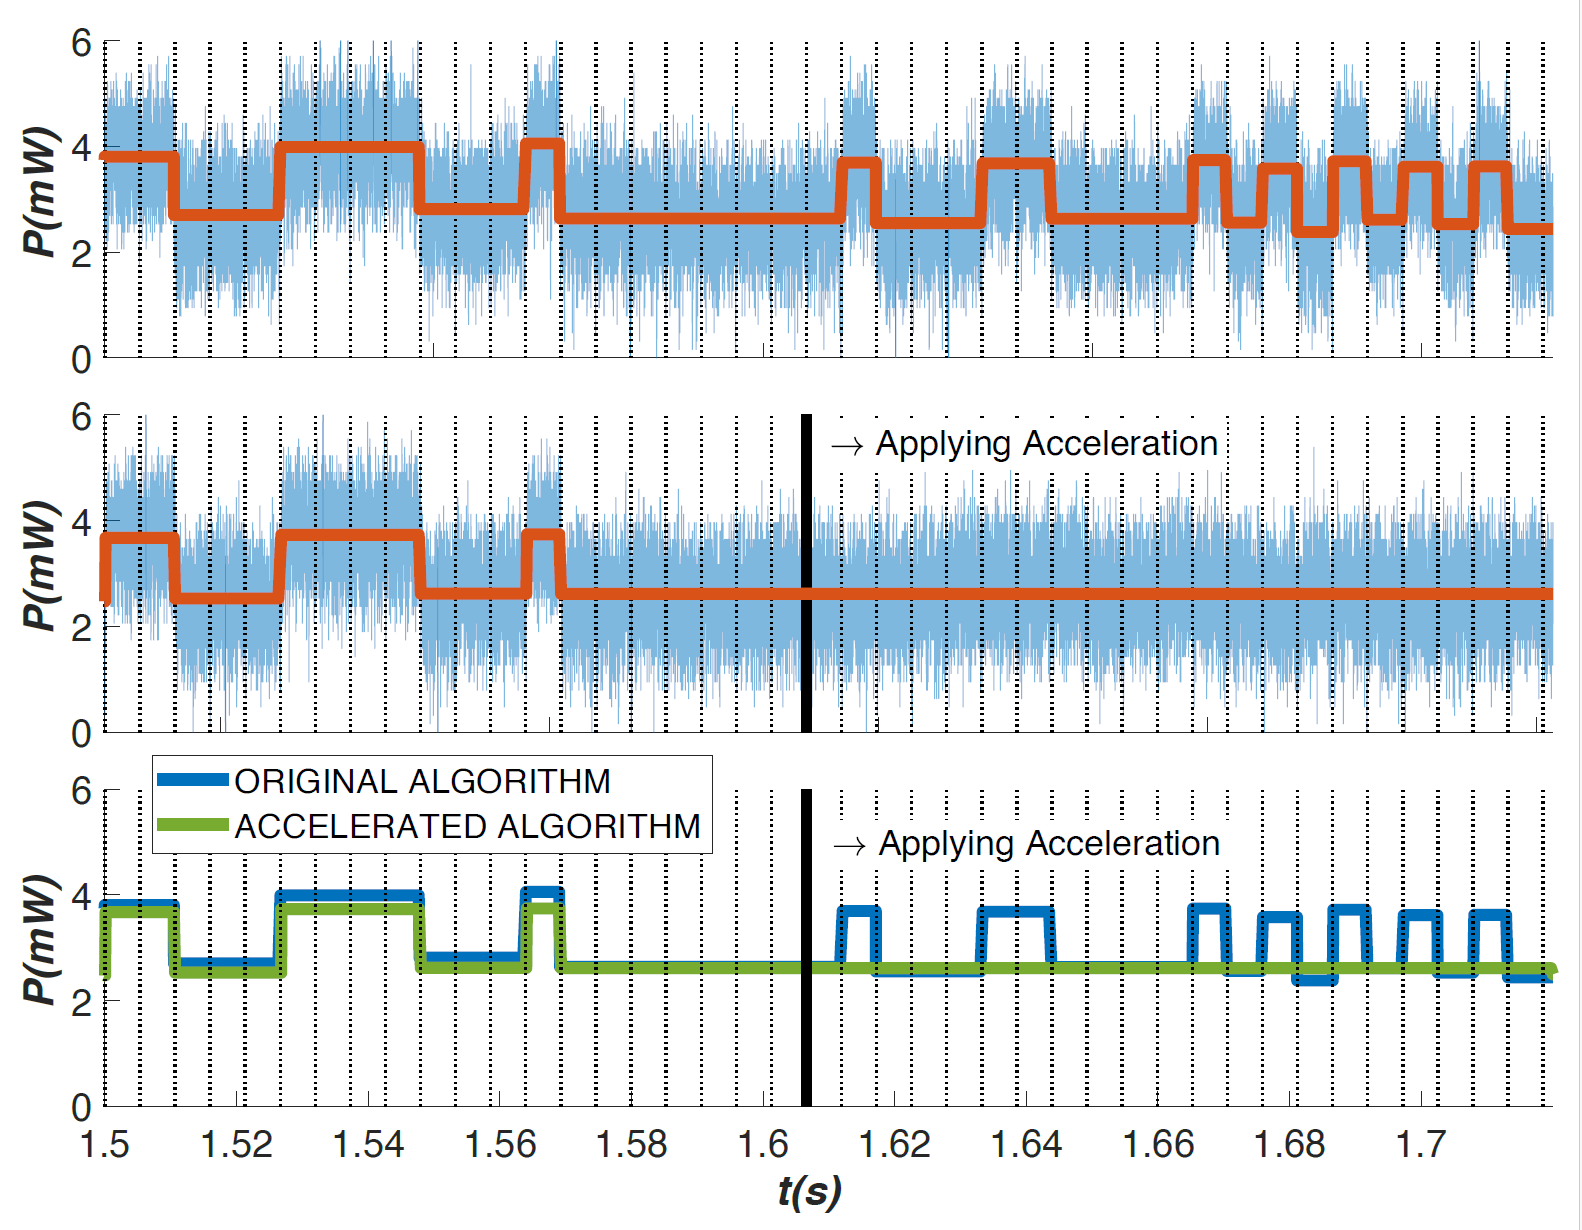 6
4
2
0
P(mW)
6
4
2
0
P(mW)
→ Applying Acceleration
ORIGINAL ALGORITHM
ACCELERATED ALGORITHM
6
4
2
0
P(mW)
→ Applying Acceleration
1.5 1.52 1.54 1.56 1.58 1.6 1.62 1.64 1.66 1.68 1.7
t(s)